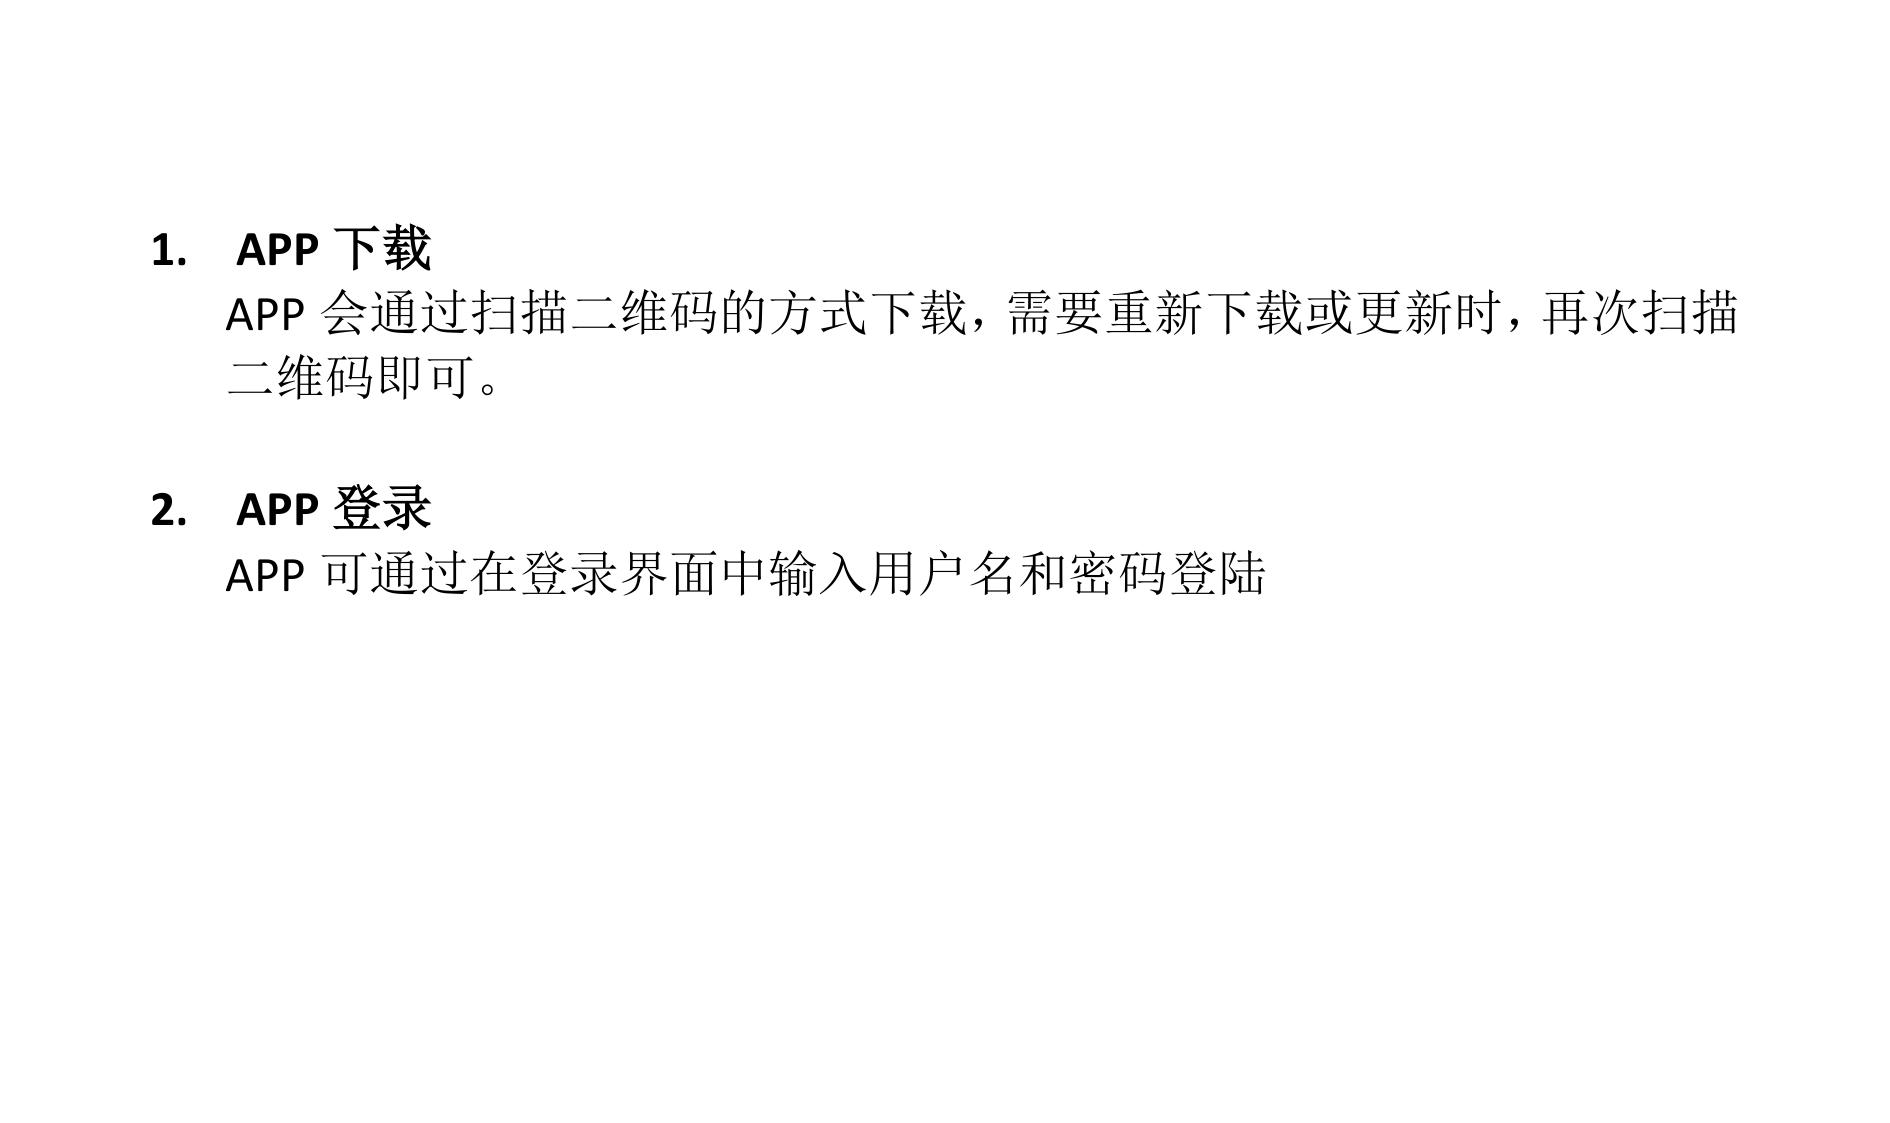 1. APP 下载
APP 会通过扫描二维码的方式下载，需要重新下载或更新时，再次扫描
二维码即可。
2. APP 登录
APP 可通过在登录界面中输入用户名和密码登陆